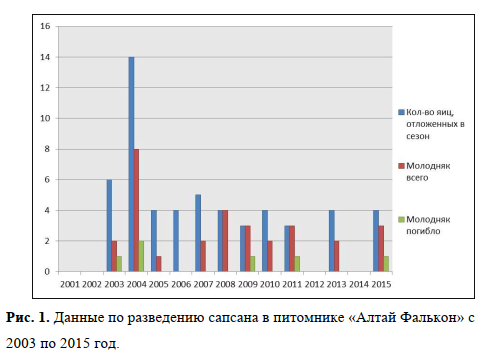 16
14
12
10
8
6
4
2
0
2001 2002 2003 2004 2005 2006 2007 2008 2009 2010 2011 2012 2013 2014 2015
Кол-во яиц,
отложенных в
сезон
Молодняк
всего
Молодняк
погибло
Рис. 1. Данные по разведению сапсана в питомнике «Алтай Фалькон» с
2003 по 2015 год.